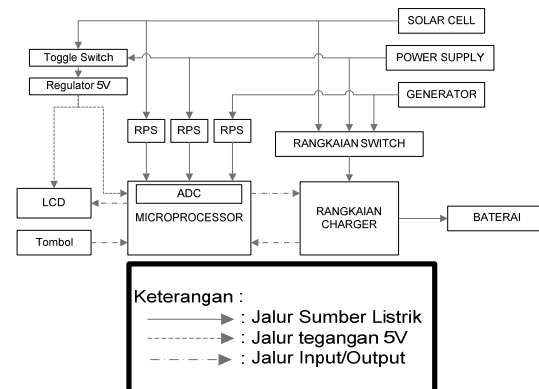 SOLAR CELL
Toggle Switch
POWER SUPPLY
Regulator 5V
GENERATOR
RPS
RPS
RPS
RANGKAIAN SWITCH
ADC
LCD
MICROPROCESSOR
RANGKAIAN
CHARGER
BATERAI
Tombol
Keterangan :
: Jalur Sumber Listrik
: Jalur tegangan 5V
: Jalur Input/Output